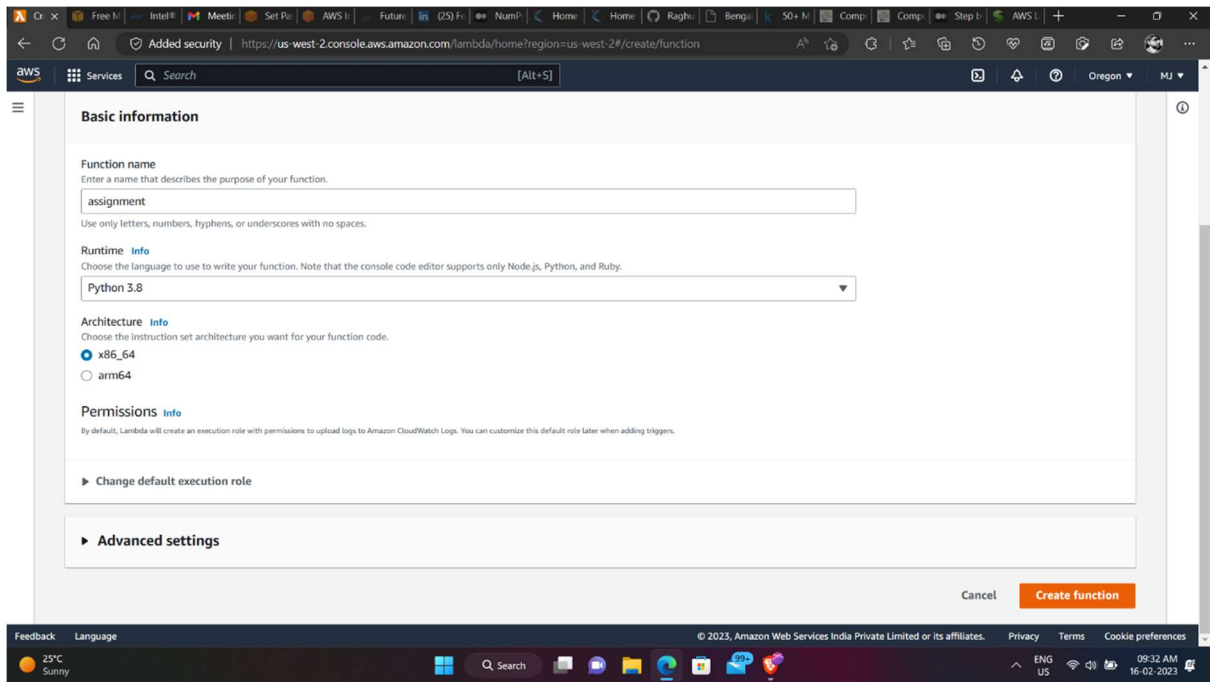 Cr
Free M
Intel®
Meetin
Set Pa
AWS I
Future
(25) Fe
NumP
Home
Home
Raghu
Bengal
50+ M
Comp
Comp
Step b
AWS L
Added security
https://us-west-2.console.aws.amazon.com/lambda/home?region=us-west-2#/create/function
aws
Services
Search
[Alt+S]
Oregon
MJ
Basic information
Function name
Enter a name that describes the purpose of your function.
assignment
Use only letters, numbers, hyphens, or underscores with no spaces.
Runtime Info
Choose the language to use to write your function. Note that the console code editor supports only Node.js, Python, and Ruby.
Python 3.8
Architecture Info
Choose the instruction set architecture you want for your function code.
x86_64
arm64
Permissions Info
By default, Lambda will create an execution role with permissions to upload logs to Amazon CloudWatch Logs. You can customize this default role later when adding triggers.
Change default execution role
Advanced settings
Cancel
Create function
Feedback
Language
© 2023, Amazon Web Services India Private Limited or its affiliates.
Privacy
Terms
Cookie preferences
25°C
Sunny
Search
99+
ENG
US
09:32 AM
16-02-2023